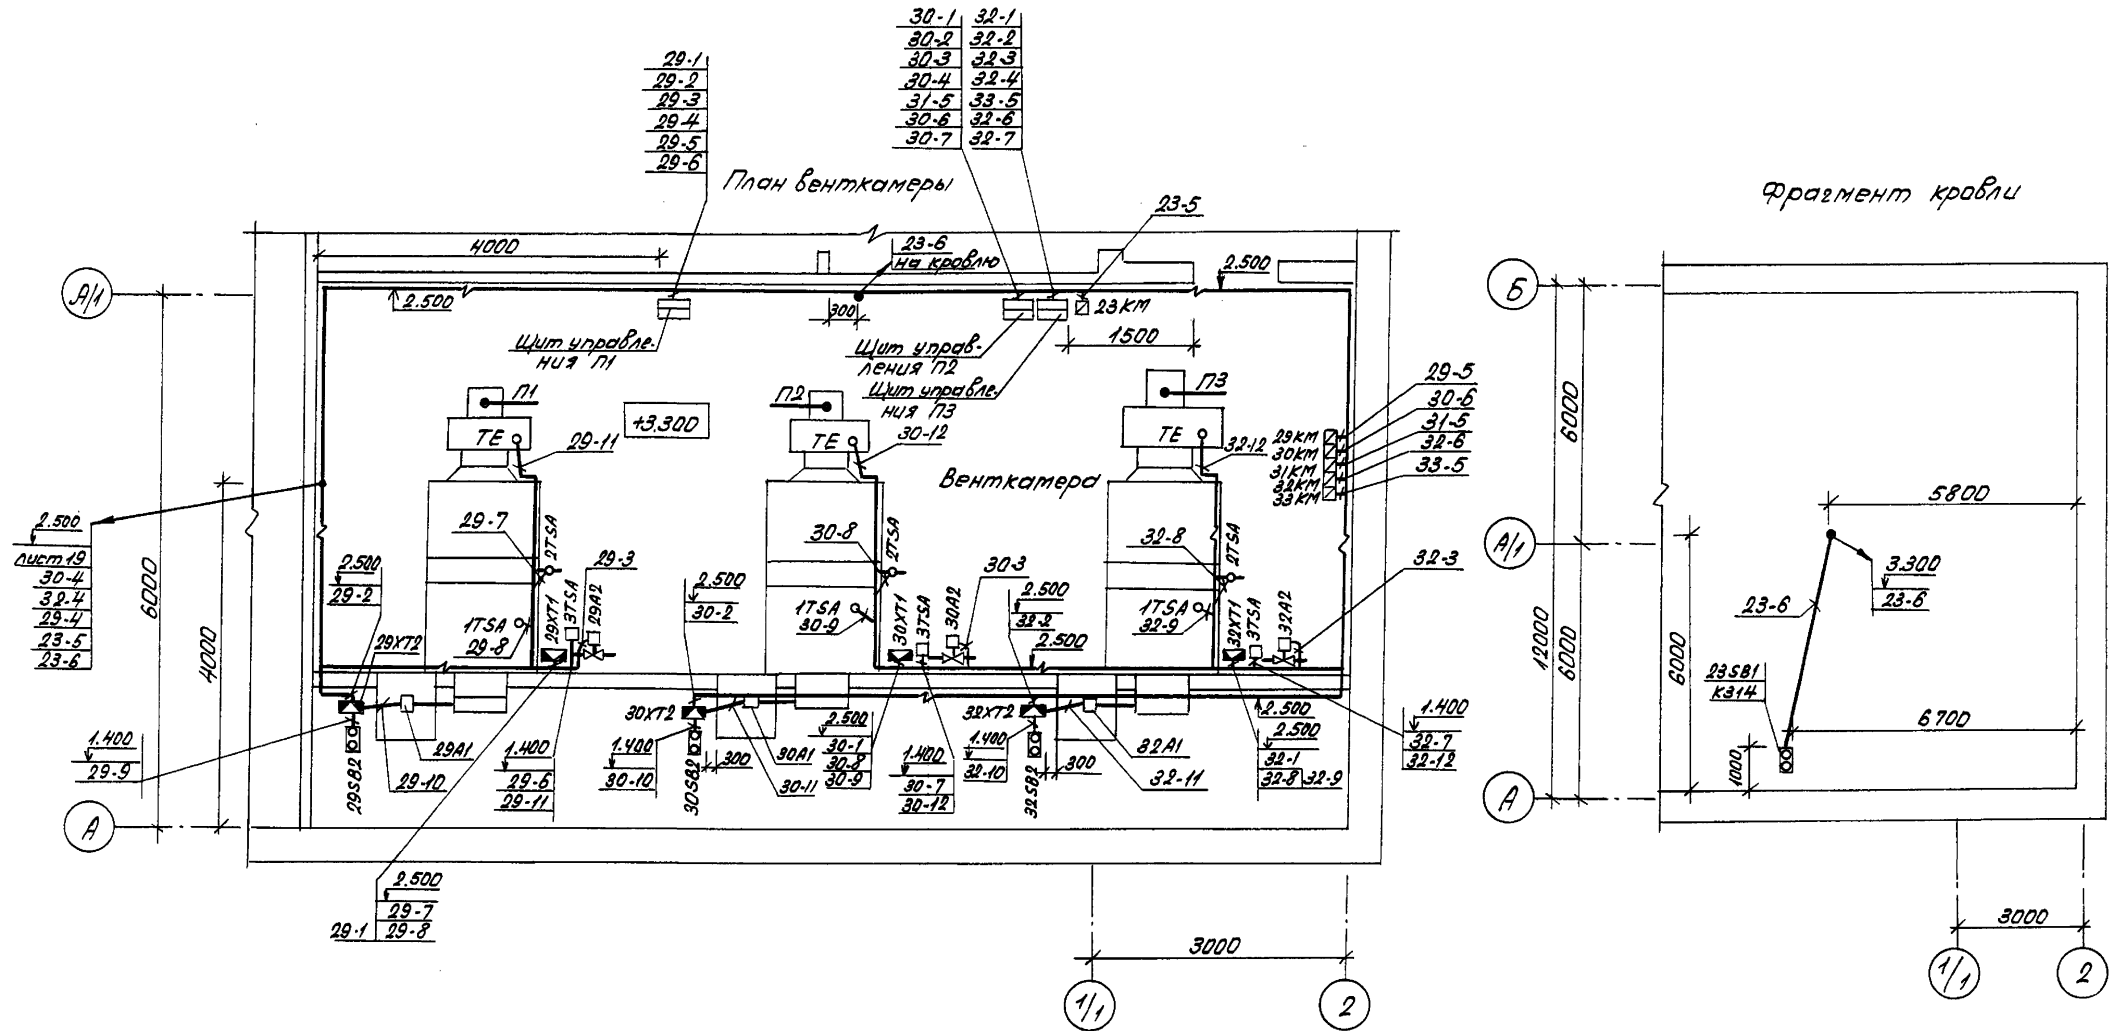 30-1
30-2
30-3
30-4
31-5
30-6
30-7
32-1
32-2
32-3
32-4
33-5
32-6
32-7
29-1
29-2
29-3
29-4
29-5
29-6
План венткамеры
Фрагмент кровли
23-5
4000
23-6
на кровлю
2.500
А/1
2.500
300
23КМ
1500
Щит управле-
ния П1
Щит управ-
ления П2
Щит управле-
ния П3
П1
П2
П3
+3.300
ТЕ
29-11
ТЕ
30-12
ТЕ
32-12
Венткамера
29КМ
30КМ
31КМ
32КМ
33КМ
29-5
30-6
31-5
32-6
33-5
2.500
лист 19
30-4
32-4
29-4
23-5
23-6
6000
4000
29-7
2TSA
30-8
2TSA
32-8
2TSA
2.500
29-2
29XT2
1TSA
29-8
29XT1
3TSA
29A2
29-3
2.500
30-2
1TSA
30-9
30XT1
3TSA
30A2
30-3
2.500
32-2
2.500
1TSA
32-9
32XT1
3TSA
32A2
32-3
1.400
29-9
29SB2
29A1
29-10
1.400
29-6
29-11
30XT2
1.400
30-10
30SB2
300
30A1
30-11
2.500
30-1
30-8
30-9
1.400
30-7
30-12
32XT2
1.400
32-10
32SB2
300
32A1
32-11
2.500
2.500
32-1
32-8
32-9
1.400
32-7
32-12
А
2.500
29-7
29-1
29-8
3000
1/1
2
Б
6000
А/1
12000
6000
А
5800
3.300
23-6
23-6
6000
23SB1
К314
6700
1000
3000
1/1
2